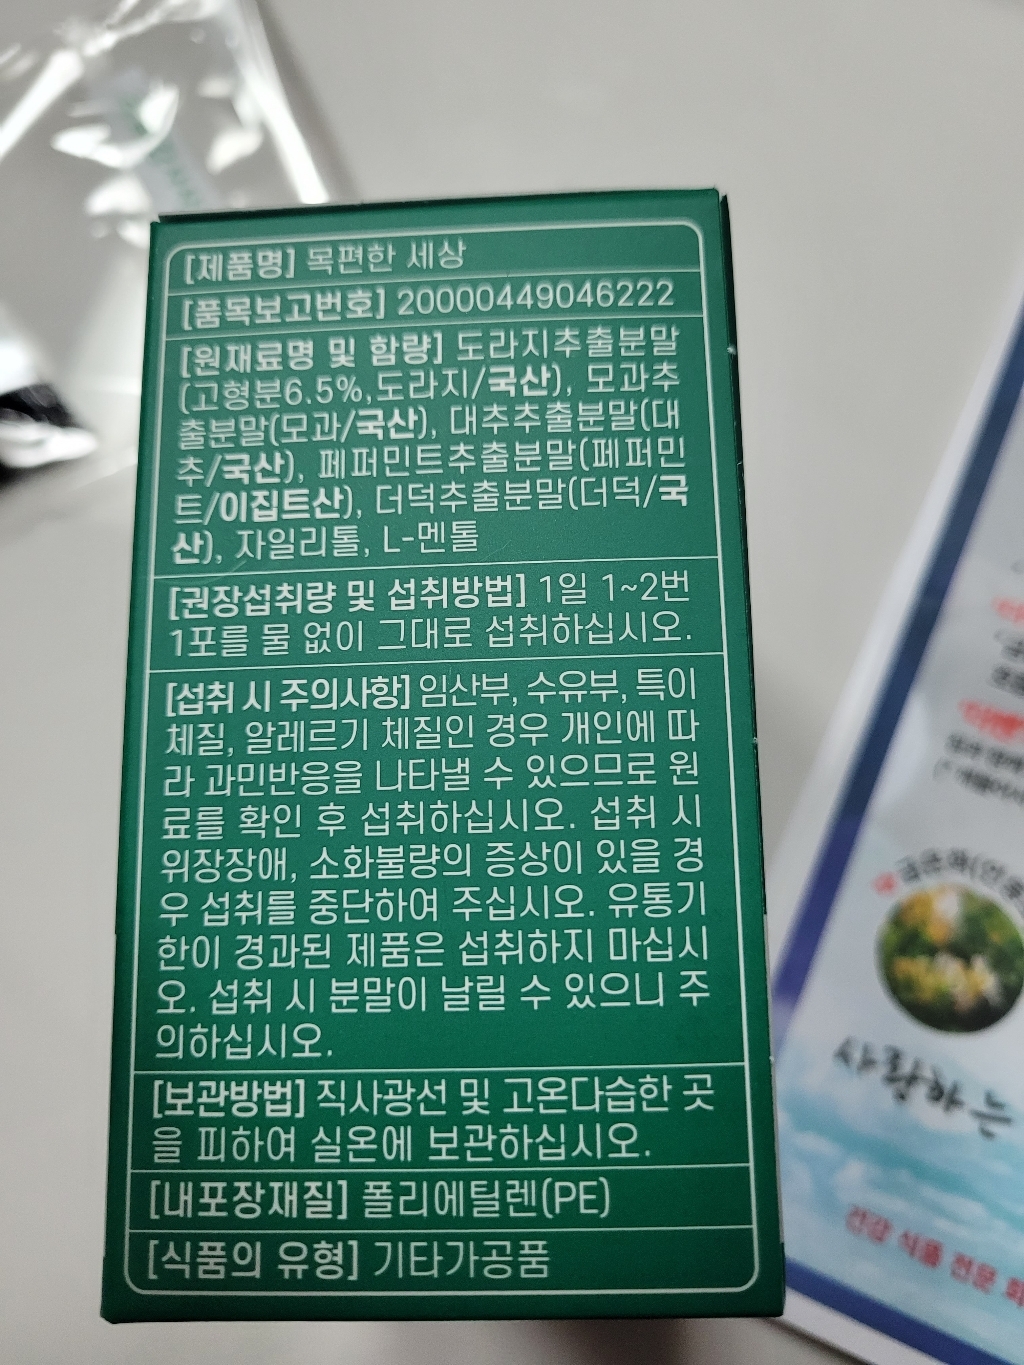 [제품명] 목편한 세상
[품목보고번호] 20000449046222
[원재료명 및 함량] 도라지추출분말
(고형분6.5%,도라지/국산), 모과추
출분말(모과/국산), 대추추출분말(대
추/국산), 페퍼민트추출분말(페퍼민
트/이집트산), 더덕추출분말(더덕/국
산), 자일리톨, L-멘톨
[권장섭취량 및 섭취방법] 1일 1~2번
1포를 물 없이 그대로 섭취하십시오.
[섭취 시 주의사항] 임산부, 수유부, 특이
체질, 알레르기 체질인 경우 개인에 따
라 과민반응을 나타낼 수 있으므로 원
료를 확인 후 섭취하십시오. 섭취 시
위장장애, 소화불량의 증상이 있을 경
우 섭취를 중단하여 주십시오. 유통기
한이 경과된 제품은 섭취하지 마십시
오. 섭취 시 분말이 날릴 수 있으니 주
의하십시오.
[보관방법] 직사광선 및 고온다습한 곳
을 피하여 실온에 보관하십시오.
[내포장재질] 폴리에틸렌(PE)
[식품의 유형] 기타가공품
사랑하는
건강 식품 전문 회